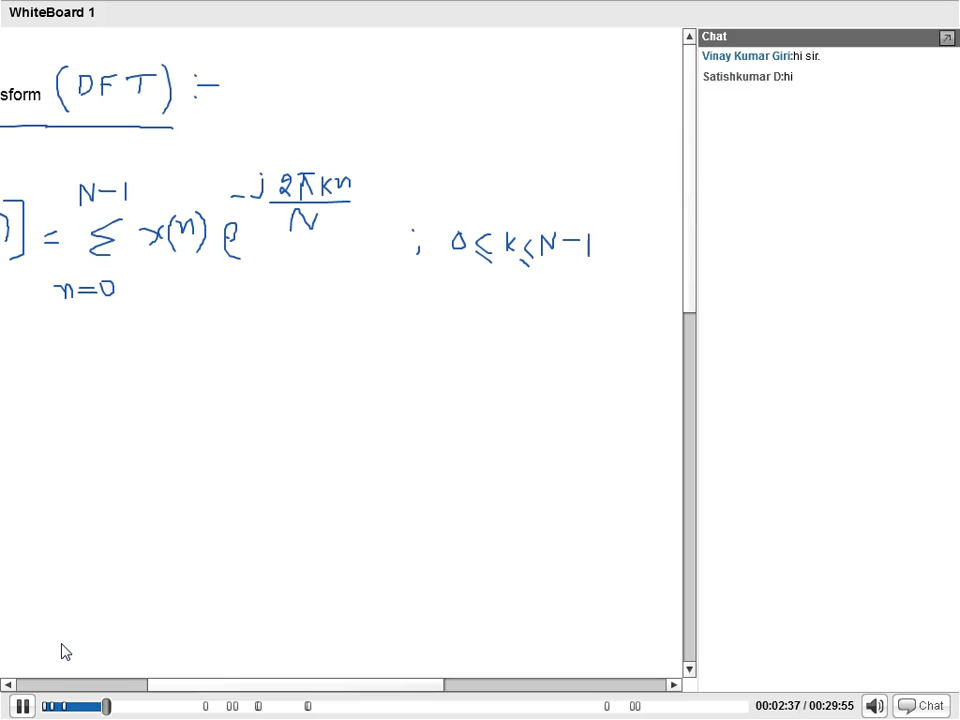 WhiteBoard 1
Chat
Vinay Kumar Giri:hi sir.
Satishkumar D:hi
sform (DFT) :-
] = N-1 Σ n=0 x(n) e^-j 2πkn/N ; 0 ≤ k ≤ N-1
00:02:37 / 00:29:55
Chat